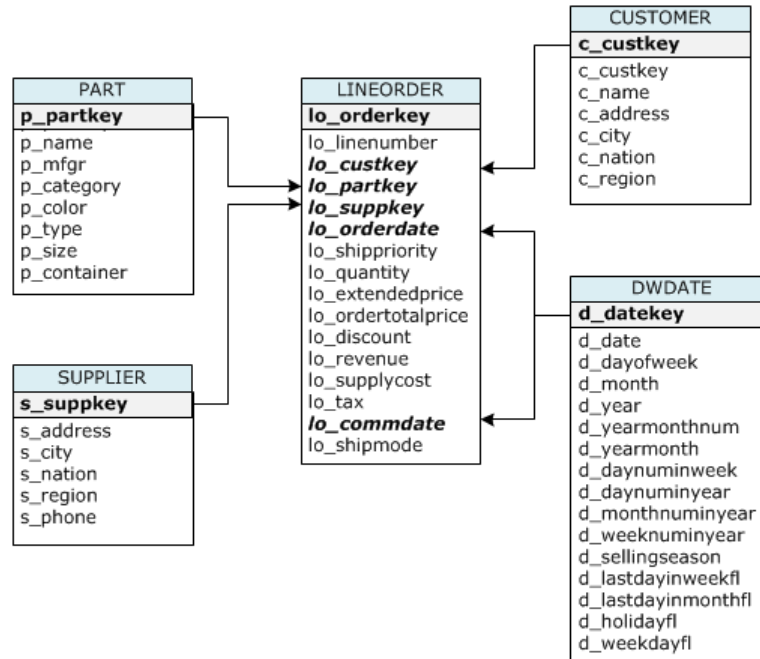 PART
p_partkey
p_name
p_mfgr
p_category
p_color
p_type
p_size
p_container
SUPPLIER
s_suppkey
s_address
s_city
s_nation
s_region
s_phone
LINEORDER
lo_orderkey
lo_linenumber
lo_custkey
lo_partkey
lo_suppkey
lo_orderdate
lo_shippriority
lo_quantity
lo_extendedprice
lo_ordertotalprice
lo_discount
lo_revenue
lo_supplycost
lo_tax
lo_commdate
lo_shipmode
CUSTOMER
c_custkey
c_custkey
c_name
c_address
c_city
c_nation
c_region
DWDATE
d_datekey
d_date
d_dayofweek
d_month
d_year
d_yearmonthnum
d_yearmonth
d_daynuminweek
d_daynuminyear
d_monthnuminyear
d_weeknuminyear
d_sellingseason
d_lastdayinweekfl
d_lastdayinmonthfl
d_holidayfl
d_weekdayfl